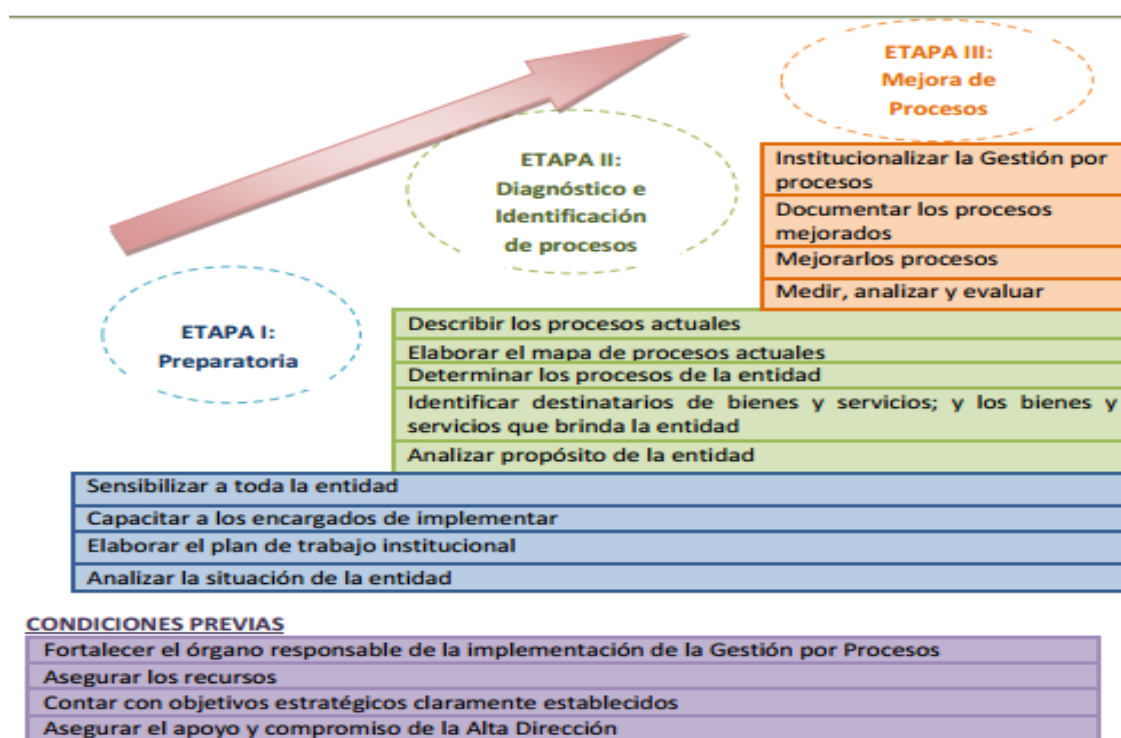 ETAPA III:
Mejora de
Procesos
Institucionalizar la Gestión por
procesos
Documentar los procesos
mejorados
Mejorarlos procesos
Medir, analizar y evaluar
ETAPA II:
Diagnóstico e
Identificación
de procesos
Describir los procesos actuales
Elaborar el mapa de procesos actuales
Determinar los procesos de la entidad
Identificar destinatarios de bienes y servicios; y los bienes y
servicios que brinda la entidad
Analizar propósito de la entidad
ETAPA I:
Preparatoria
Sensibilizar a toda la entidad
Capacitar a los encargados de implementar
Elaborar el plan de trabajo institucional
Analizar la situación de la entidad
CONDICIONES PREVIAS
Fortalecer el órgano responsable de la implementación de la Gestión por Procesos
Asegurar los recursos
Contar con objetivos estratégicos claramente establecidos
Asegurar el apoyo y compromiso de la Alta Dirección